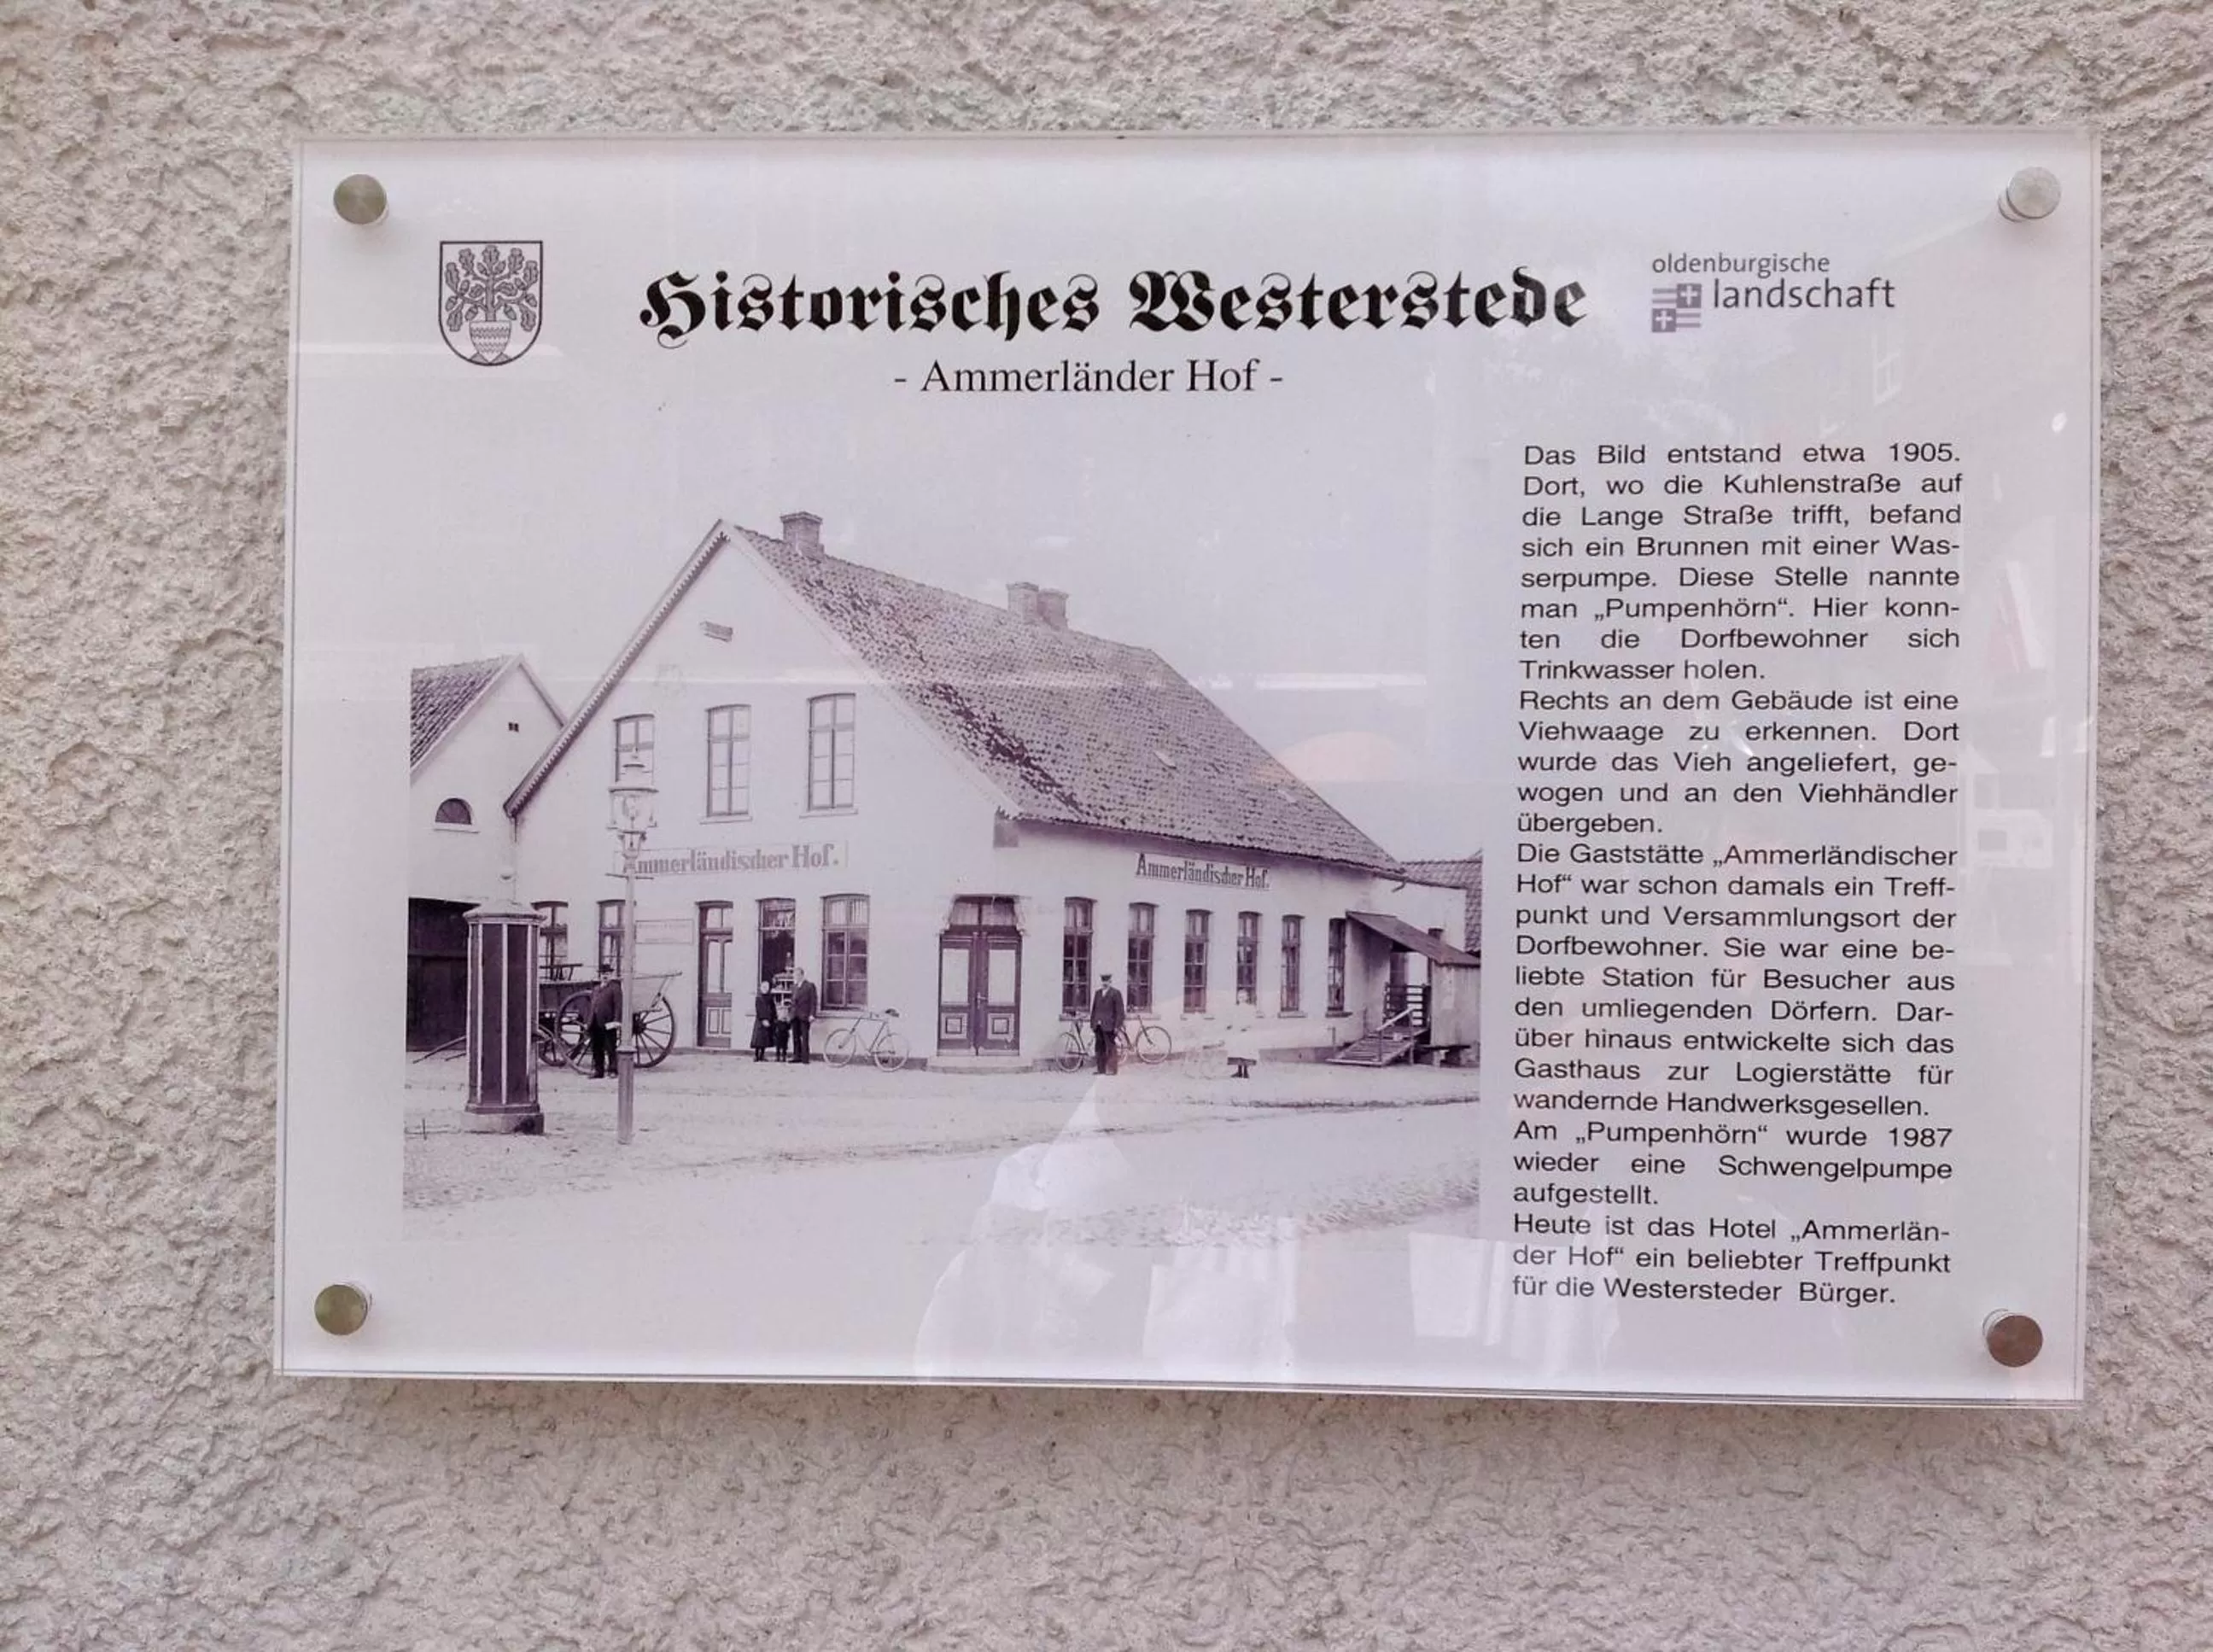 Historisches Westerstede
oldenburgische
landschaft
- Ammerländer Hof -
Ammerländischer Hof.
Ammerländischer Hof.
Das Bild entstand etwa 1905.
Dort, wo die Kuhlenstraße auf
die Lange Straße trifft, befand
sich ein Brunnen mit einer Was-
serpumpe. Diese Stelle nannte
man „Pumpenhörn“. Hier konn-
ten die Dorfbewohner sich
Trinkwasser holen.
Rechts an dem Gebäude ist eine
Viehwaage zu erkennen. Dort
wurde das Vieh angeliefert, ge-
wogen und an den Viehhändler
übergeben.
Die Gaststätte „Ammerländischer
Hof“ war schon damals ein Treff-
punkt und Versammlungsort der
Dorfbewohner. Sie war eine be-
liebte Station für Besucher aus
den umliegenden Dörfern. Dar-
über hinaus entwickelte sich das
Gasthaus zur Logierstätte für
wandernde Handwerksgesellen.
Am „Pumpenhörn“ wurde 1987
wieder eine Schwengelpumpe
aufgestellt.
Heute ist das Hotel „Ammerlän-
der Hof“ ein beliebter Treffpunkt
für die Westersteder Bürger.